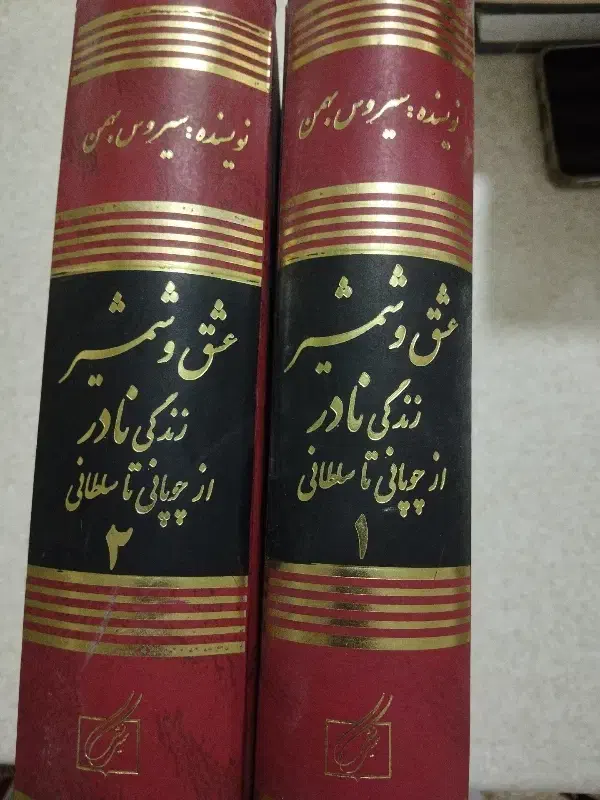 نویسنده: سیروس بهمن
عشق و شمشیر
زندگی نادر
از چوپانی تا سلطانی
۱
نویسنده: سیروس بهمن
عشق و شمشیر
زندگی نادر
از چوپانی تا سلطانی
۲